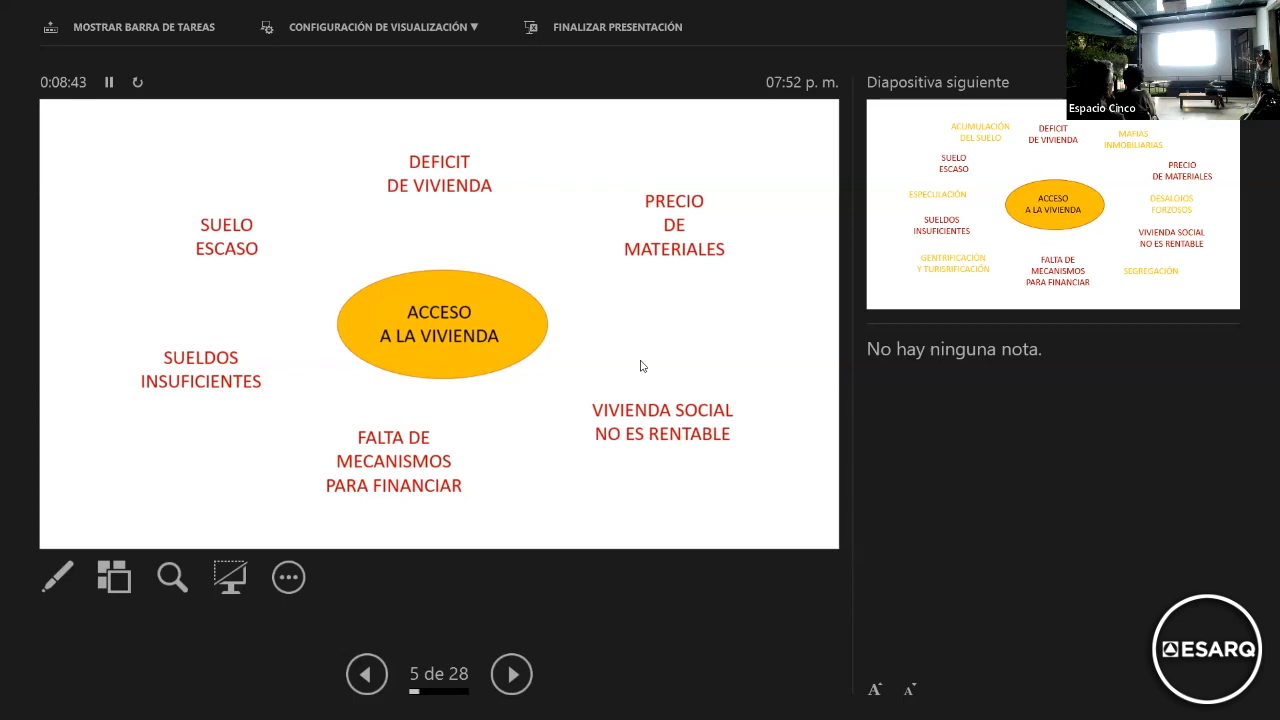 MOSTRAR BARRA DE TAREAS
CONFIGURACIÓN DE VISUALIZACIÓN ▼
FINALIZAR PRESENTACIÓN
0:08:43
07:52 p. m.
DEFICIT
DE VIVIENDA
PRECIO
DE
MATERIALES
SUELO
ESCASO
ACCESO
A LA VIVIENDA
SUELDOS
INSUFICIENTES
VIVIENDA SOCIAL
NO ES RENTABLE
FALTA DE
MECANISMOS
PARA FINANCIAR
5 de 28
Diapositiva siguiente
Espacio Cinco
ACUMULACIÓN
DEL SUELO
DEFICIT
DE VIVIENDA
MAFIAS
INMOBILIARIAS
SUELO
ESCASO
PRECIO
DE MATERIALES
ESPECULACIÓN
ACCESO
A LA VIVIENDA
DESALOJOS
FORZOSOS
SUELDOS
INSUFICIENTES
VIVIENDA SOCIAL
NO ES RENTABLE
GENTRIFICACIÓN
Y TURISRIFICACIÓN
FALTA DE
MECANISMOS
PARA FINANCIAR
SEGREGACIÓN
No hay ninguna nota.
ESARQ
A A